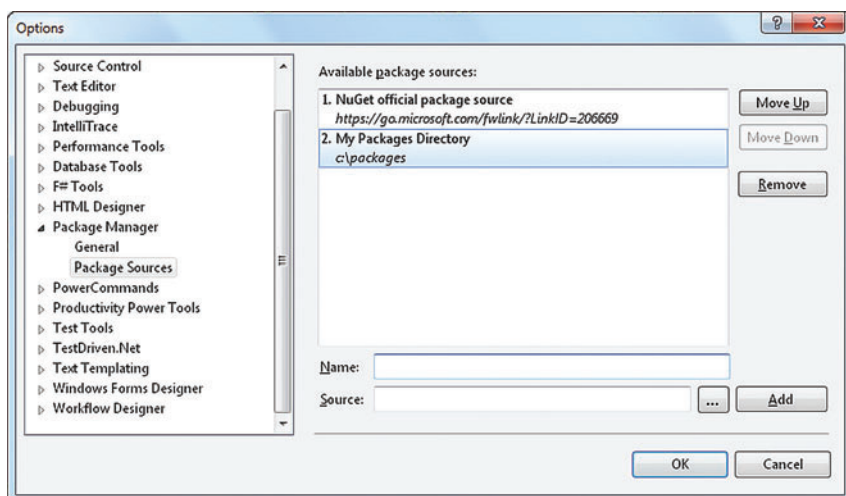 Options
Source Control
Text Editor
Debugging
IntelliTrace
Performance Tools
Database Tools
F# Tools
HTML Designer
Package Manager
General
Package Sources
PowerCommands
Productivity Power Tools
Test Tools
TestDriven.Net
Text Templating
Windows Forms Designer
Workflow Designer
Available package sources:
1. NuGet official package source
https://go.microsoft.com/fwlink/?LinkID=206669
2. My Packages Directory
c:\packages
Move Up
Move Down
Remove
Name:
Source:
...
Add
OK
Cancel